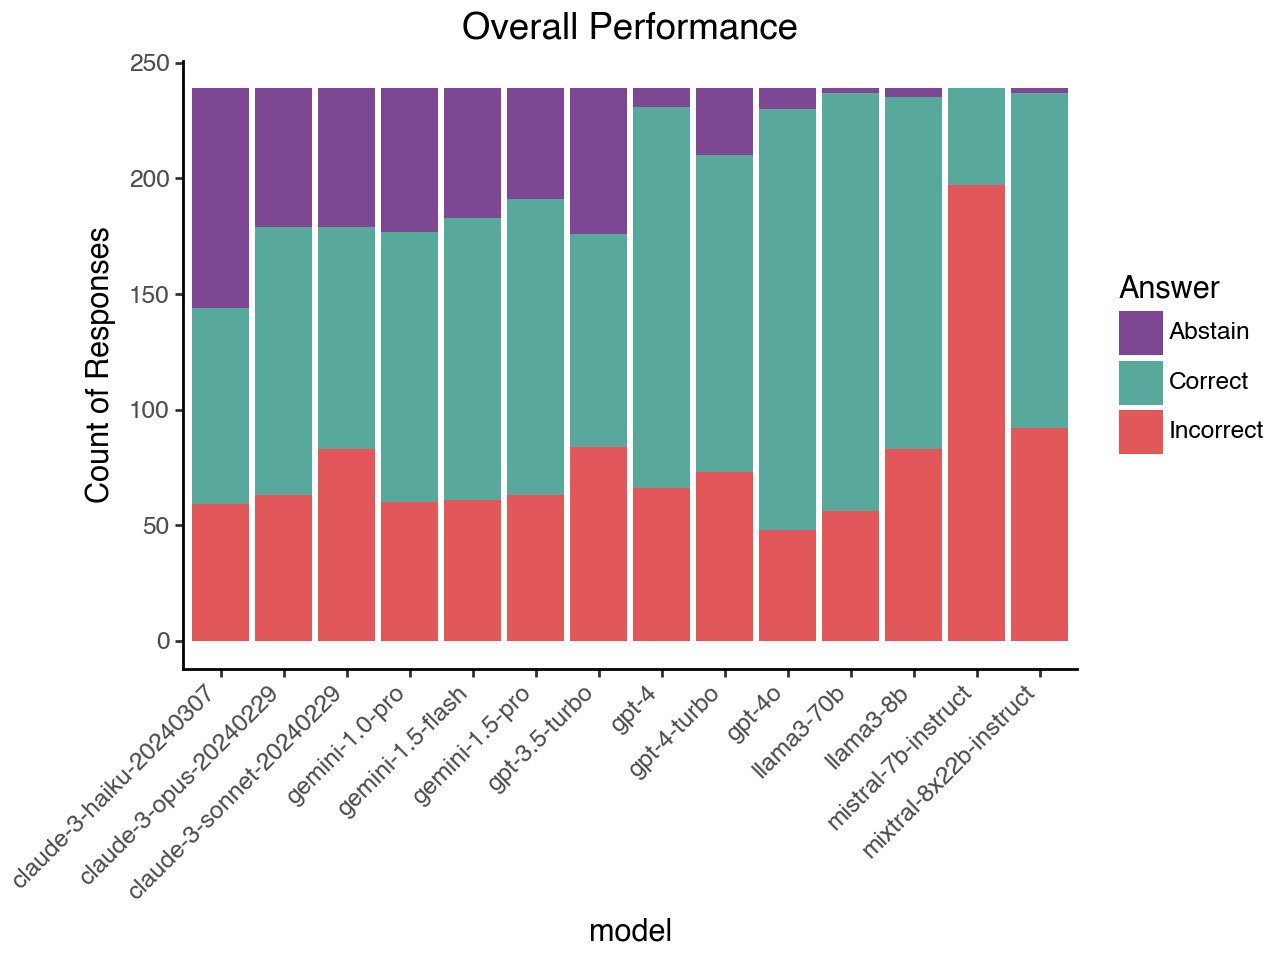 Overall Performance
250
200
150
100
50
0
Count of Responses
claude-3-haiku-20240307
claude-3-opus-20240229
claude-3-sonnet-20240229
gemini-1.0-pro
gemini-1.5-flash
gemini-1.5-pro
gpt-3.5-turbo
gpt-4
gpt-4-turbo
gpt-4o
llama3-70b
llama3-8b
mistral-7b-instruct
mixtral-8x22b-instruct
model
Answer
Abstain
Correct
Incorrect